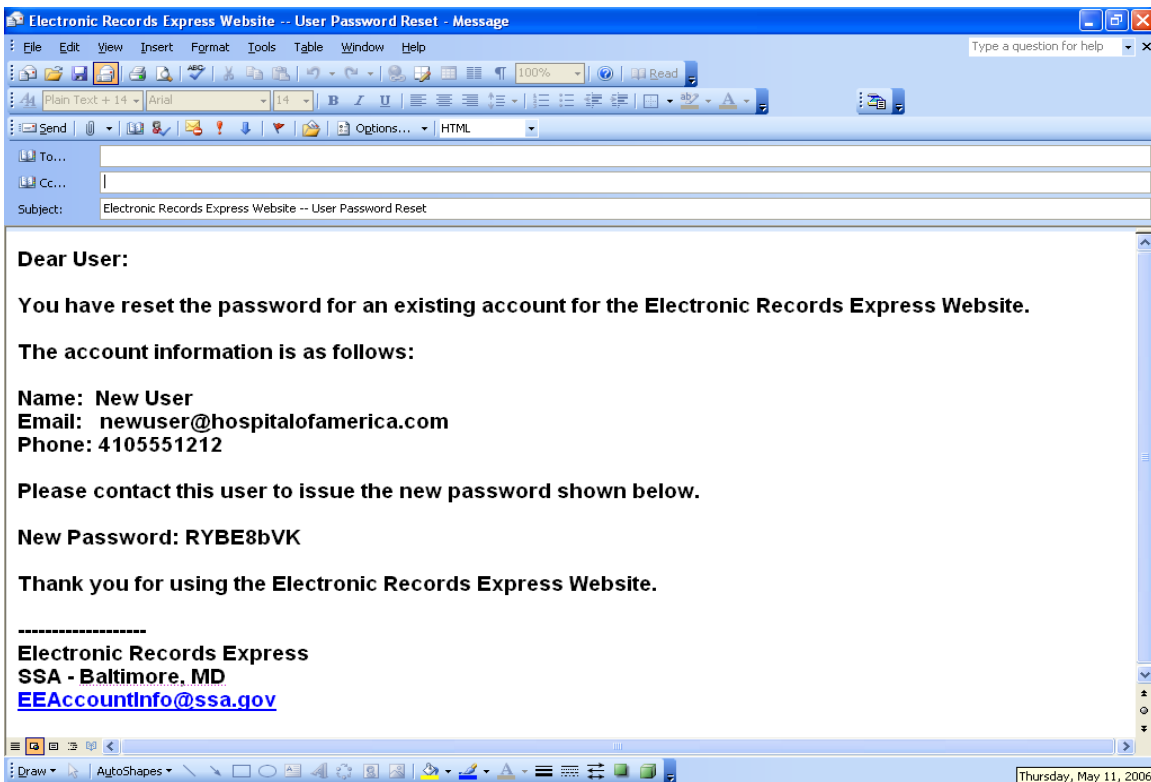 Electronic Records Express Website -- User Password Reset - Message
File Edit View Insert Format Tools Table Window Help Type a question for help
100% Read
Plain Text + 14 Arial 14 B I U ab A
Send Options... HTML
To...
Cc...
Subject: Electronic Records Express Website -- User Password Reset
Dear User:
You have reset the password for an existing account for the Electronic Records Express Website.
The account information is as follows:
Name: New User
Email: newuser@hospitalofamerica.com
Phone: 4105551212
Please contact this user to issue the new password shown below.
New Password: RYBE8bVK
Thank you for using the Electronic Records Express Website.
-------------------
Electronic Records Express
SSA - Baltimore, MD
EEAccountInfo@ssa.gov
Draw AutoShapes A Thursday, May 11, 2006